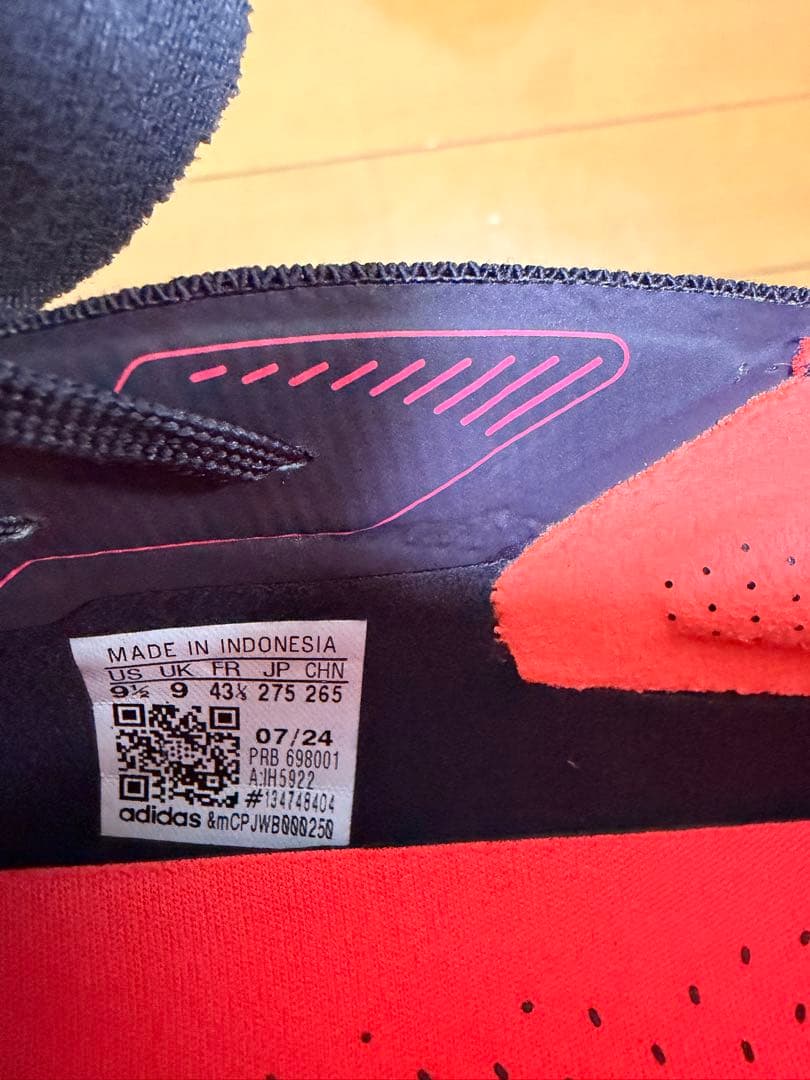 MADE IN INDONESIA
US UK FR JP CHN
9½ 9 43⅓ 275 265
07/24
PRB 698001
A:IH5922
#134748404
adidas &mCPJWB000250